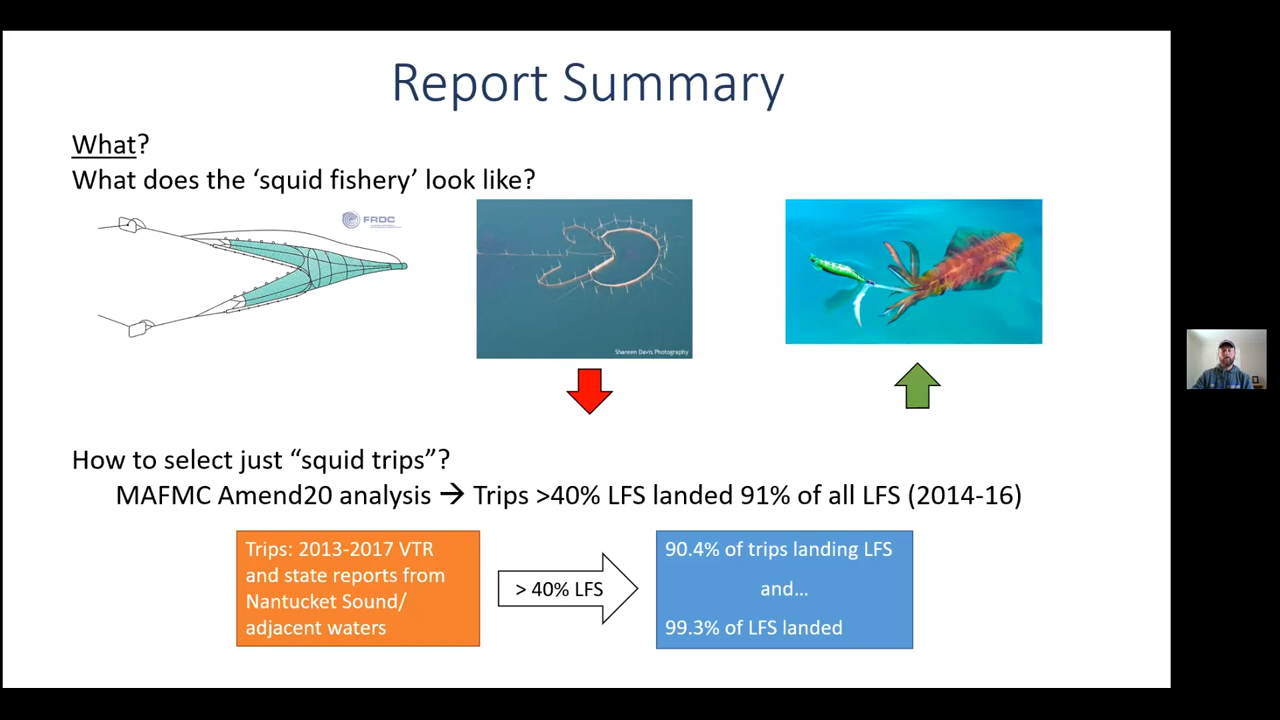 Report Summary
What?
What does the ‘squid fishery’ look like?
FRDC
Shareen Davis Photography
How to select just “squid trips”?
MAFMC Amend20 analysis → Trips >40% LFS landed 91% of all LFS (2014-16)
Trips: 2013-2017 VTR
and state reports from
Nantucket Sound/
adjacent waters
> 40% LFS
90.4% of trips landing LFS
and…
99.3% of LFS landed